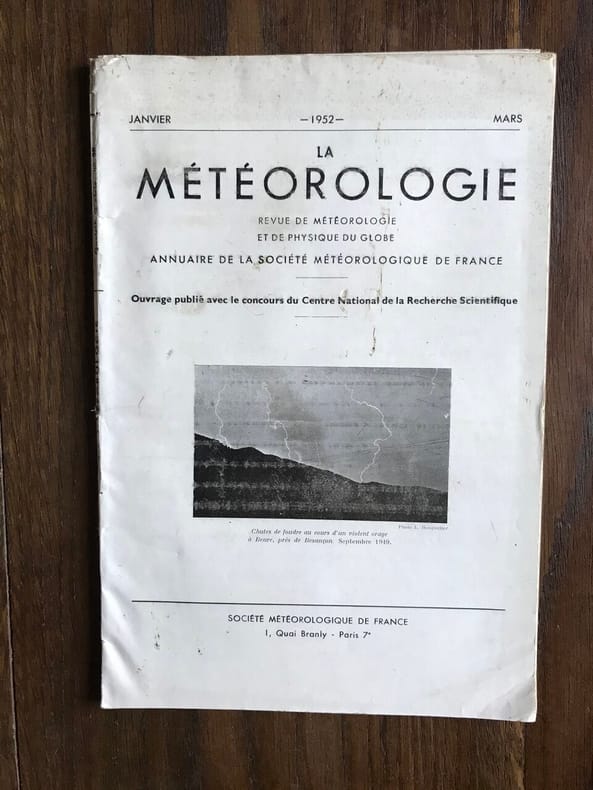 JANVIER —1952— MARS
LA
MÉTÉOROLOGIE
REVUE DE MÉTÉOROLOGIE
ET DE PHYSIQUE DU GLOBE
ANNUAIRE DE LA SOCIÉTÉ MÉTÉOROLOGIQUE DE FRANCE
Ouvrage publié avec le concours du Centre National de la Recherche Scientifique
Photo L.
Chutes de foudre au cours d'un violent orage
à Beure, près de Besançon. Septembre 1949.
SOCIÉTÉ MÉTÉOROLOGIQUE DE FRANCE
1, Quai Branly - Paris 7ᵉ